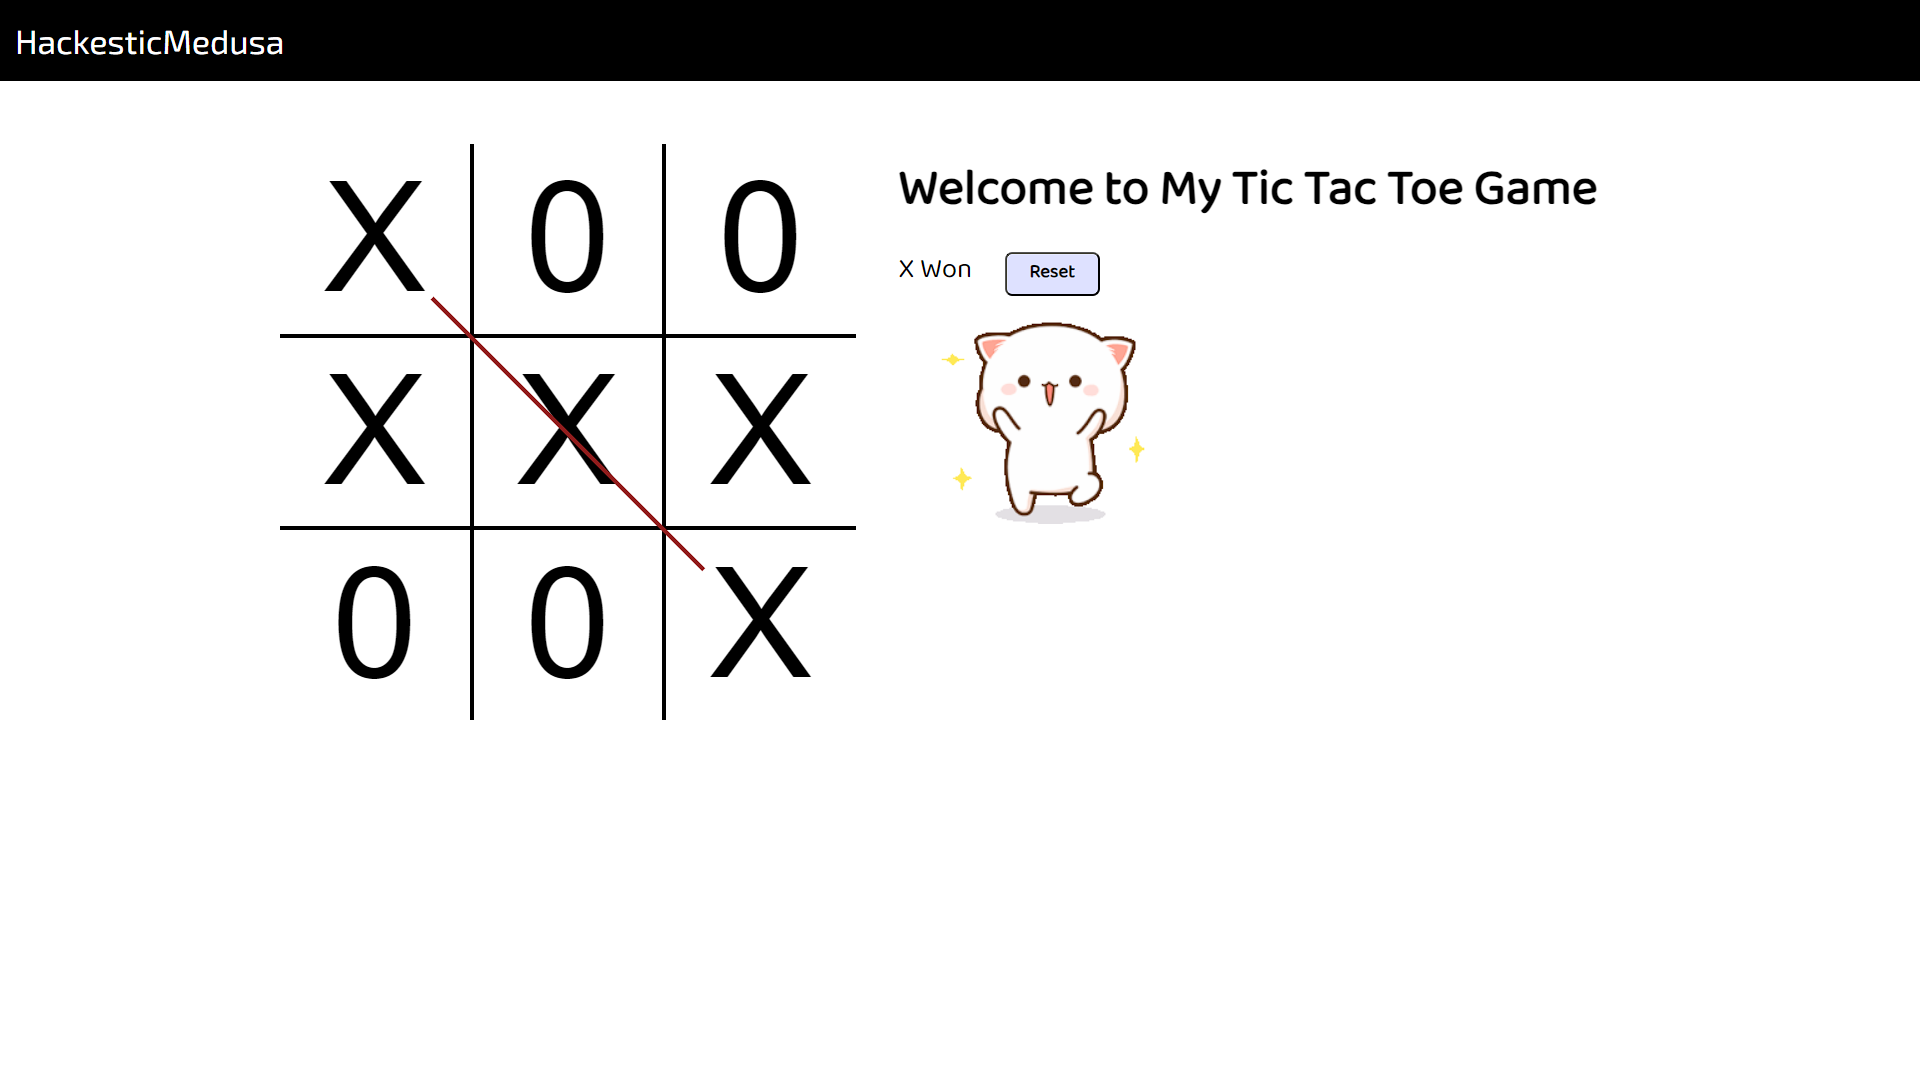 HackesticMedusa
X 0 0
X X X
0 0 X
Welcome to My Tic Tac Toe Game
X Won Reset